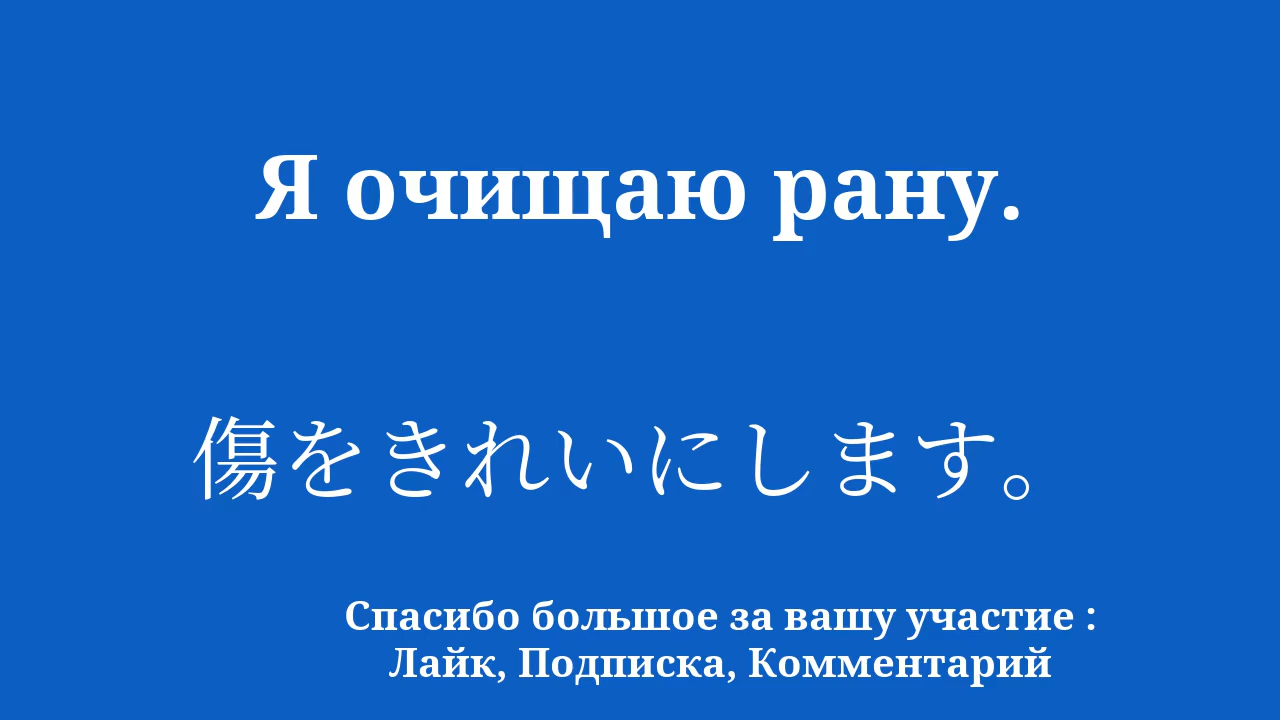 Я очищаю рану.
傷をきれいにします。
Спасибо большое за вашу участие :
Лайк, Подписка, Комментарий